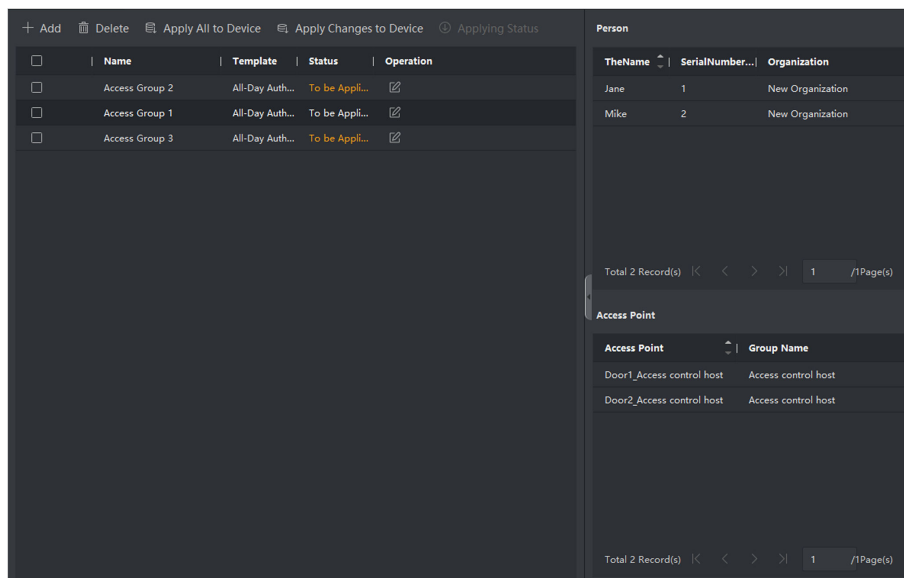 Add Delete Apply All to Device Apply Changes to Device Applying Status
Name Template Status Operation
Access Group 2 All-Day Auth... To be Appli...
Access Group 1 All-Day Auth... To be Appli...
Access Group 3 All-Day Auth... To be Appli...
Person
TheName SerialNumber... Organization
Jane 1 New Organization
Mike 2 New Organization
Total 2 Record(s) 1 /1Page(s)
Access Point
Access Point Group Name
Door1_Access control host Access control host
Door2_Access control host Access control host
Total 2 Record(s) 1 /1Page(s)